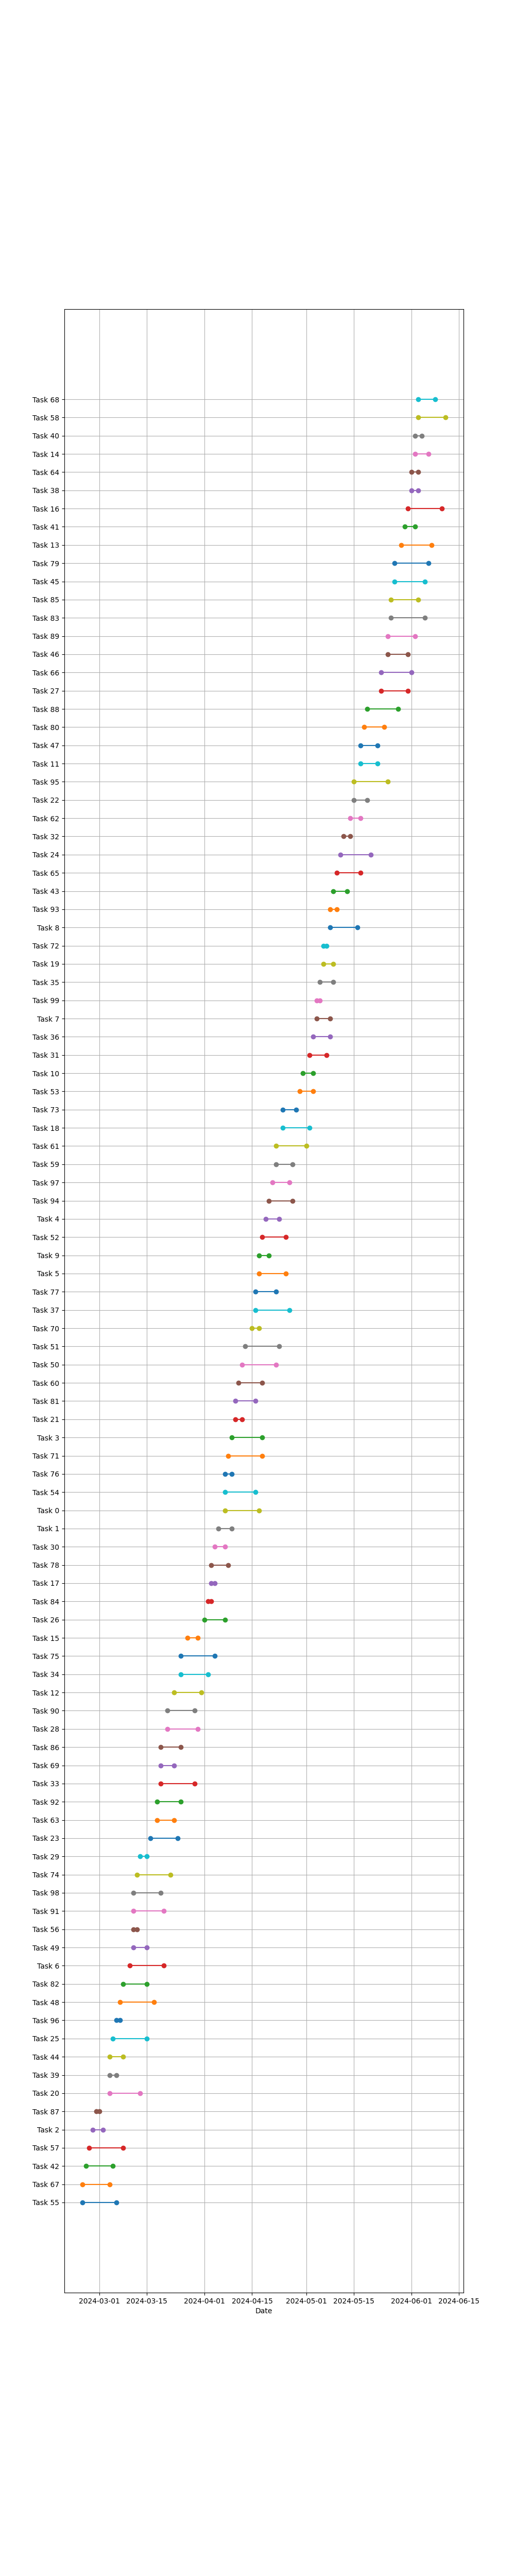 Task 68
Task 58
Task 40
Task 14
Task 64
Task 38
Task 16
Task 41
Task 13
Task 79
Task 45
Task 85
Task 83
Task 89
Task 46
Task 66
Task 27
Task 88
Task 80
Task 47
Task 11
Task 95
Task 22
Task 62
Task 32
Task 24
Task 65
Task 43
Task 93
Task 8
Task 72
Task 19
Task 35
Task 99
Task 7
Task 36
Task 31
Task 10
Task 53
Task 73
Task 18
Task 61
Task 59
Task 97
Task 94
Task 4
Task 52
Task 9
Task 5
Task 77
Task 37
Task 70
Task 51
Task 50
Task 60
Task 81
Task 21
Task 3
Task 71
Task 76
Task 54
Task 0
Task 1
Task 30
Task 78
Task 17
Task 84
Task 26
Task 15
Task 75
Task 34
Task 12
Task 90
Task 28
Task 86
Task 69
Task 33
Task 92
Task 63
Task 23
Task 29
Task 74
Task 98
Task 91
Task 56
Task 49
Task 6
Task 82
Task 48
Task 96
Task 25
Task 44
Task 39
Task 20
Task 87
Task 2
Task 57
Task 42
Task 67
Task 55
2024-03-01 2024-03-15 2024-04-01 2024-04-15 2024-05-01 2024-05-15 2024-06-01 2024-06-15
Date